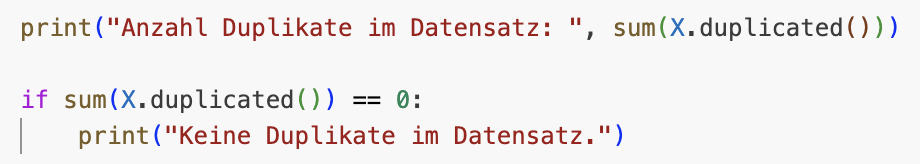 print("Anzahl Duplikate im Datensatz: ", sum(X.duplicated()))
if sum(X.duplicated()) == 0:
    print("Keine Duplikate im Datensatz.")